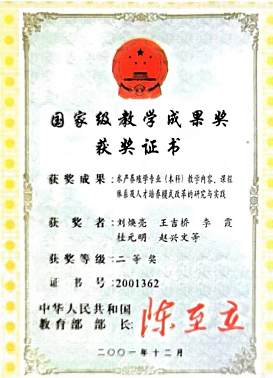 国家级教学成果奖
获奖证书
获奖成果：水产养殖学专业（本科）教学内容、课程
体系及人才培养模式改革的研究与实践
获奖者：刘焕亮 王吉桥 李霞
桂元明 赵兴文等
获奖等级：二等奖
证书号：2001362
中华人民共和国
教育部部长：陈至立
二〇〇一年十二月